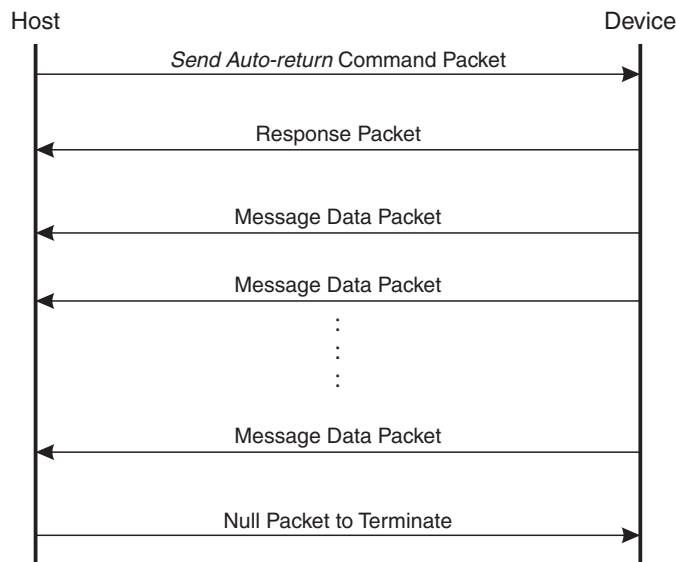 Host
Device
Send Auto-return Command Packet
Response Packet
Message Data Packet
Message Data Packet
:
:
:
Message Data Packet
Null Packet to Terminate